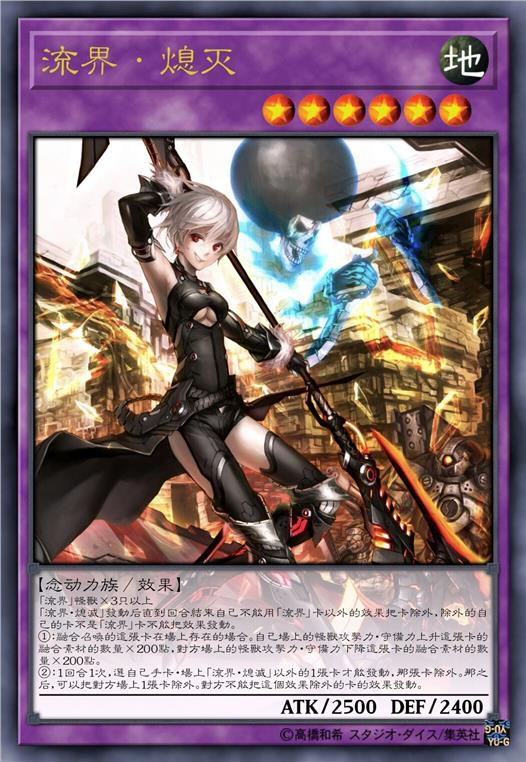 流界·熄灭
地
【念动力族/效果】
「流界」怪獸×3只以上
「流界·熄滅」發動后直到回合結束自已不能用「流界」卡以外的效果把卡除外，除外的自
己的卡不是「流界」卡不能把效果發動。
①：融合召喚的這張卡在場上存在的場合。自己場上的怪獸攻擊力·守備力上升這張卡的
融合素材的數量×200點，對方場上的怪獸攻擊力·守備力下降這張卡的融合素材的數
量×200點。
②：1回合1次，選自己手卡·場上「流界·熄滅」以外的1張卡才能發動，那張卡除外。那之
后，可以把對方場上1張卡除外。對方不能把這個效果除外的卡的效果發動。
ATK/2500 DEF/2400
©高橋和希 スタジオ・ダイス/集英社
YU-G